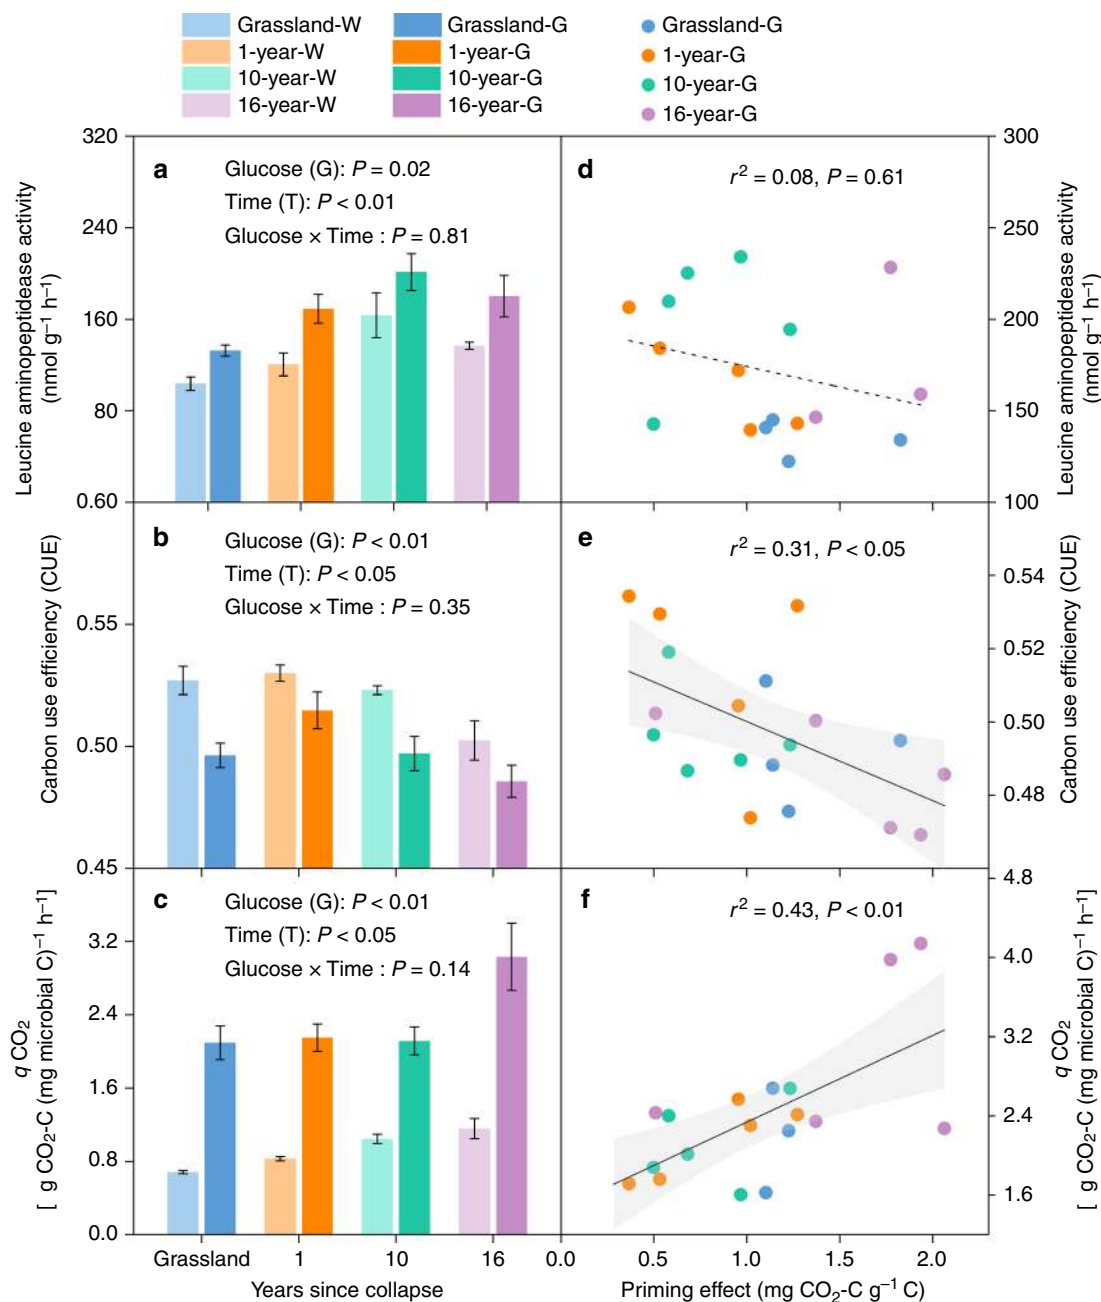 Grassland-W Grassland-G Grassland-G
1-year-W 1-year-G 1-year-G
10-year-W 10-year-G 10-year-G
16-year-W 16-year-G 16-year-G
a
Glucose (G): P = 0.02
Time (T): P < 0.01
Glucose × Time : P = 0.81
Leucine aminopeptidease activity
(nmol g⁻¹ h⁻¹)
320
240
160
80
0.60
d
r² = 0.08, P = 0.61
300
250
200
150
100
Leucine aminopeptidease activity
(nmol g⁻¹ h⁻¹)
b
Glucose (G): P < 0.01
Time (T): P < 0.05
Glucose × Time : P = 0.35
Carbon use efficiency (CUE)
0.55
0.50
0.45
e
r² = 0.31, P < 0.05
0.54
0.52
0.50
0.48
Carbon use efficiency (CUE)
c
Glucose (G): P < 0.01
Time (T): P < 0.05
Glucose × Time : P = 0.14
q CO₂
[ g CO₂-C (mg microbial C)⁻¹ h⁻¹]
3.2
2.4
1.6
0.8
0.0
Grassland 1 10 16
Years since collapse
f
r² = 0.43, P < 0.01
4.8
4.0
3.2
2.4
1.6
q CO₂
[ g CO₂-C (mg microbial C)⁻¹ h⁻¹]
0.0 0.5 1.0 1.5 2.0
Priming effect (mg CO₂-C g⁻¹ C)